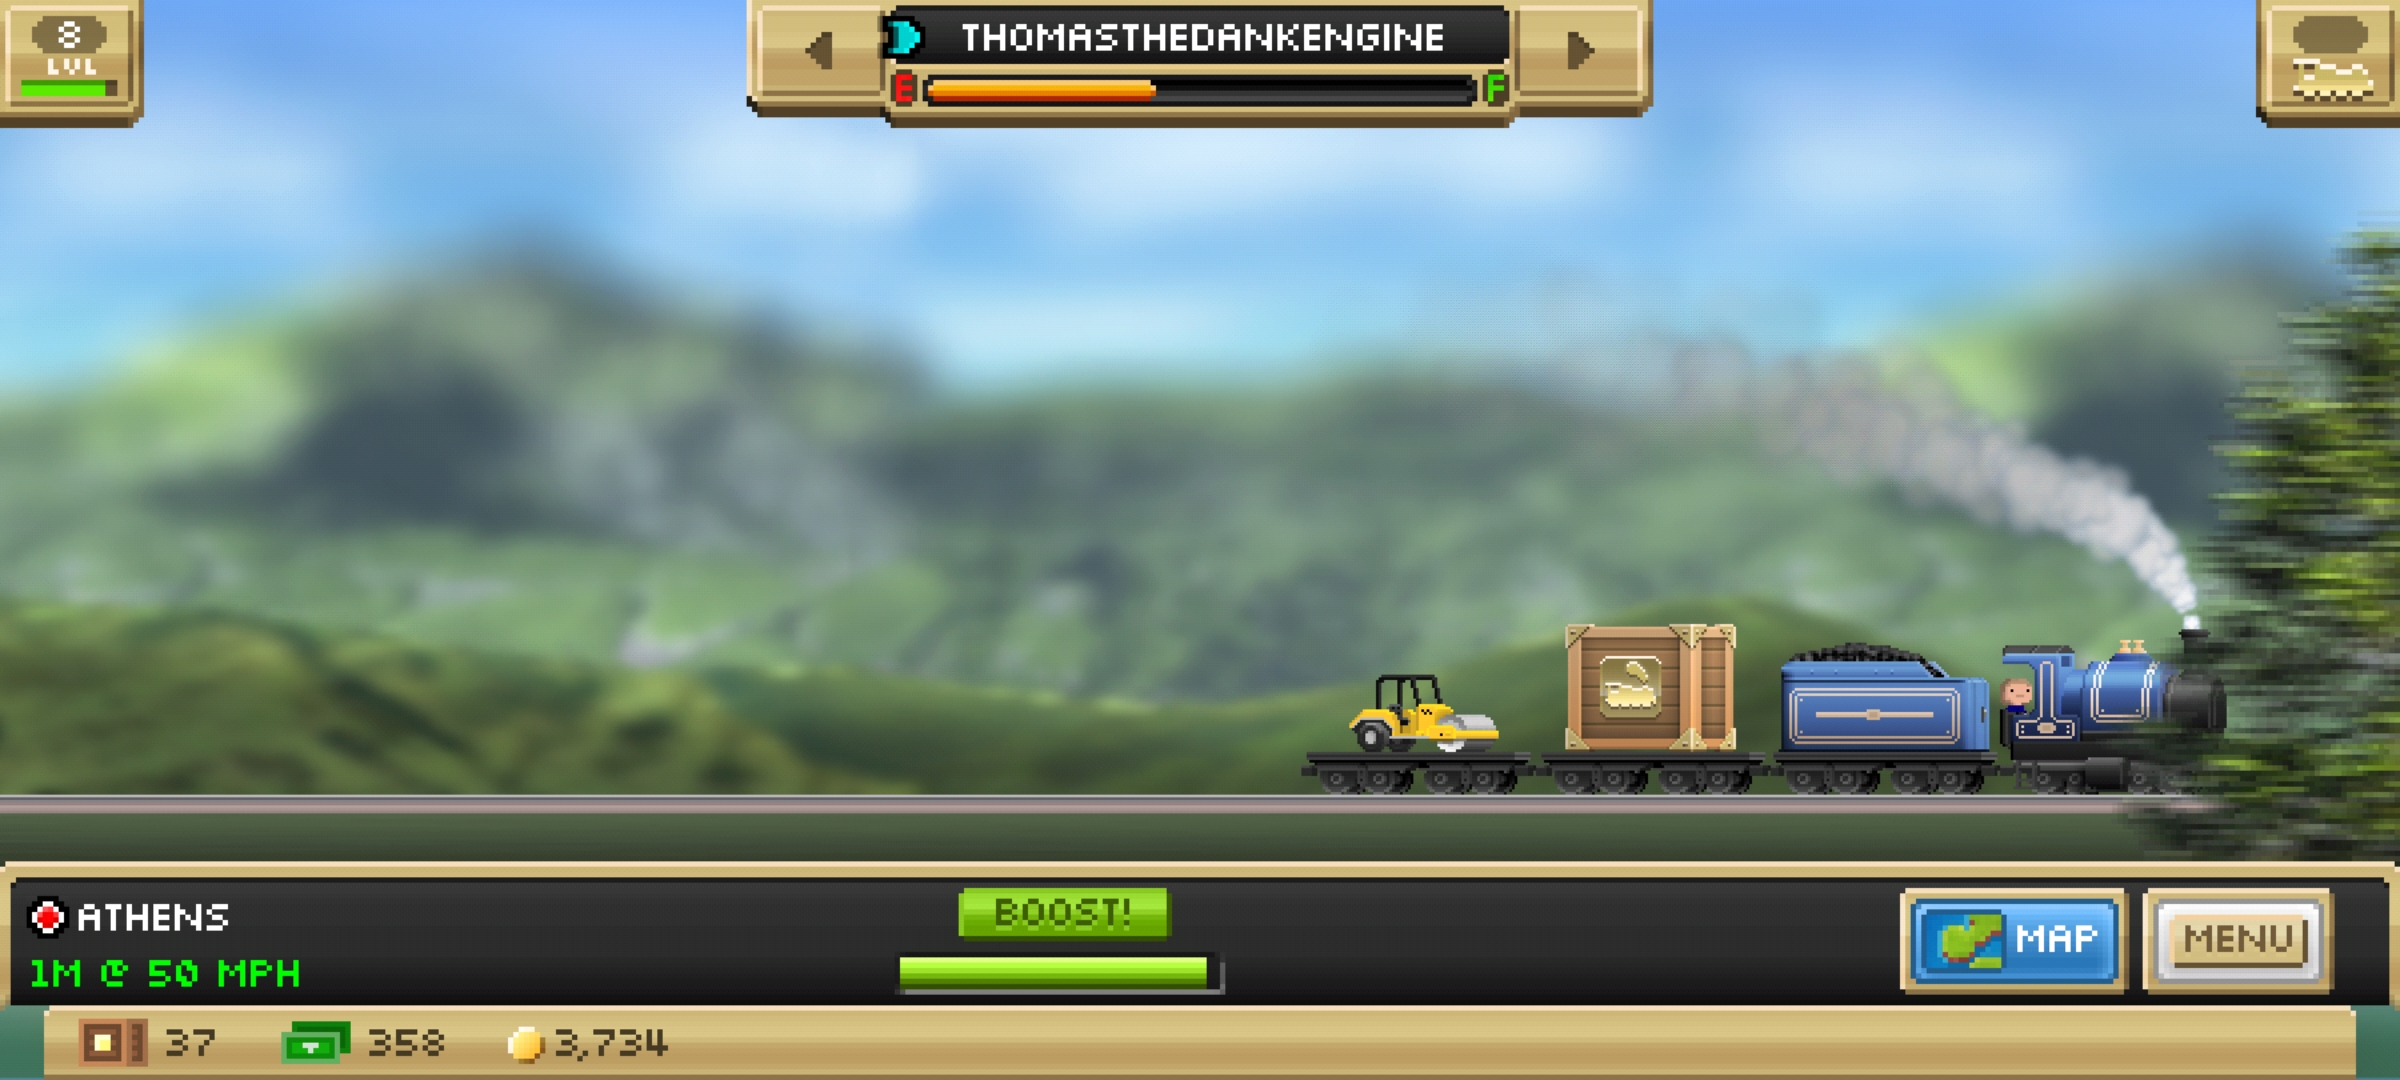 8
LVL
THOMASTHEDANKENGINE
E F
ATHENS
1M @ 50 MPH
BOOST!
MAP
MENU
37 358 3,734